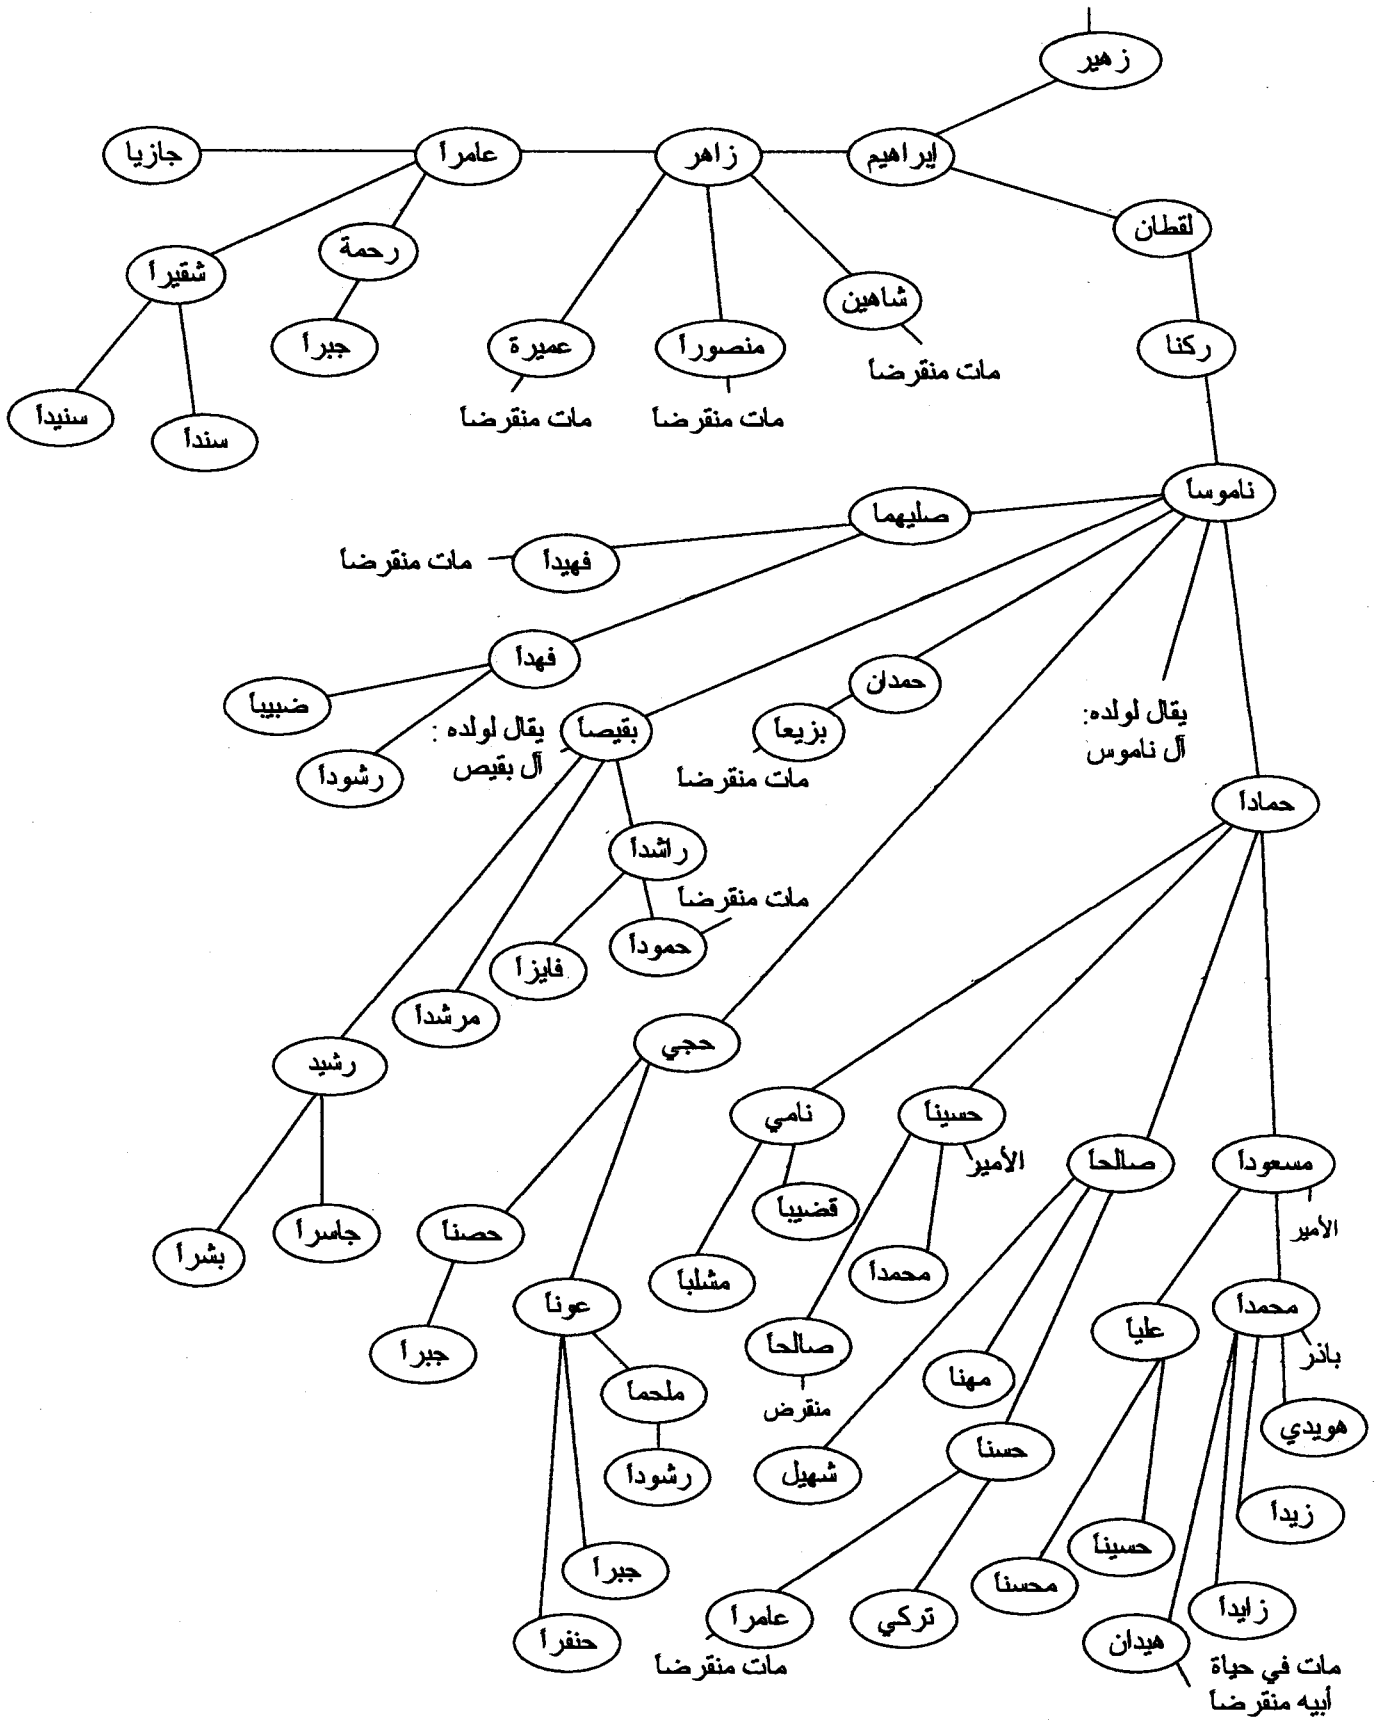 زهير
إبراهيم
زاهر
عامراً
جازيا
لقطان
رحمة
شقيراً
شاهين
منصوراً
عميرة
جبراً
ركنا
مات منقرضاً
مات منقرضاً
مات منقرضاً
سنيداً
سنداً
ناموساً
صليهما
فهيداً
مات منقرضاً
فهداً
حمدان
ضبيباً
بقيصاً
يقال لولده :
آل بقيص
بزيعاً
يقال لولده:
آل ناموس
رشوداً
مات منقرضاً
حماداً
راشداً
مات منقرضاً
حموداً
فايزاً
مرشداً
حجي
رشيد
نامي
حسيناً
الأمير
صالحاً
مسعوداً
الأمير
قضيباً
حصناً
جاسراً
بشراً
محمداً
مشلباً
عوناً
محمداً
باذر
علياً
صالحاً
منقرض
جبراً
مهنا
ملحماً
هويدي
حسناً
شهيل
رشوداً
زيداً
حسيناً
جبراً
محسناً
زايداً
تركي
عامراً
مات منقرضاً
حنفراً
هيدان
مات في حياة
أبيه منقرضاً